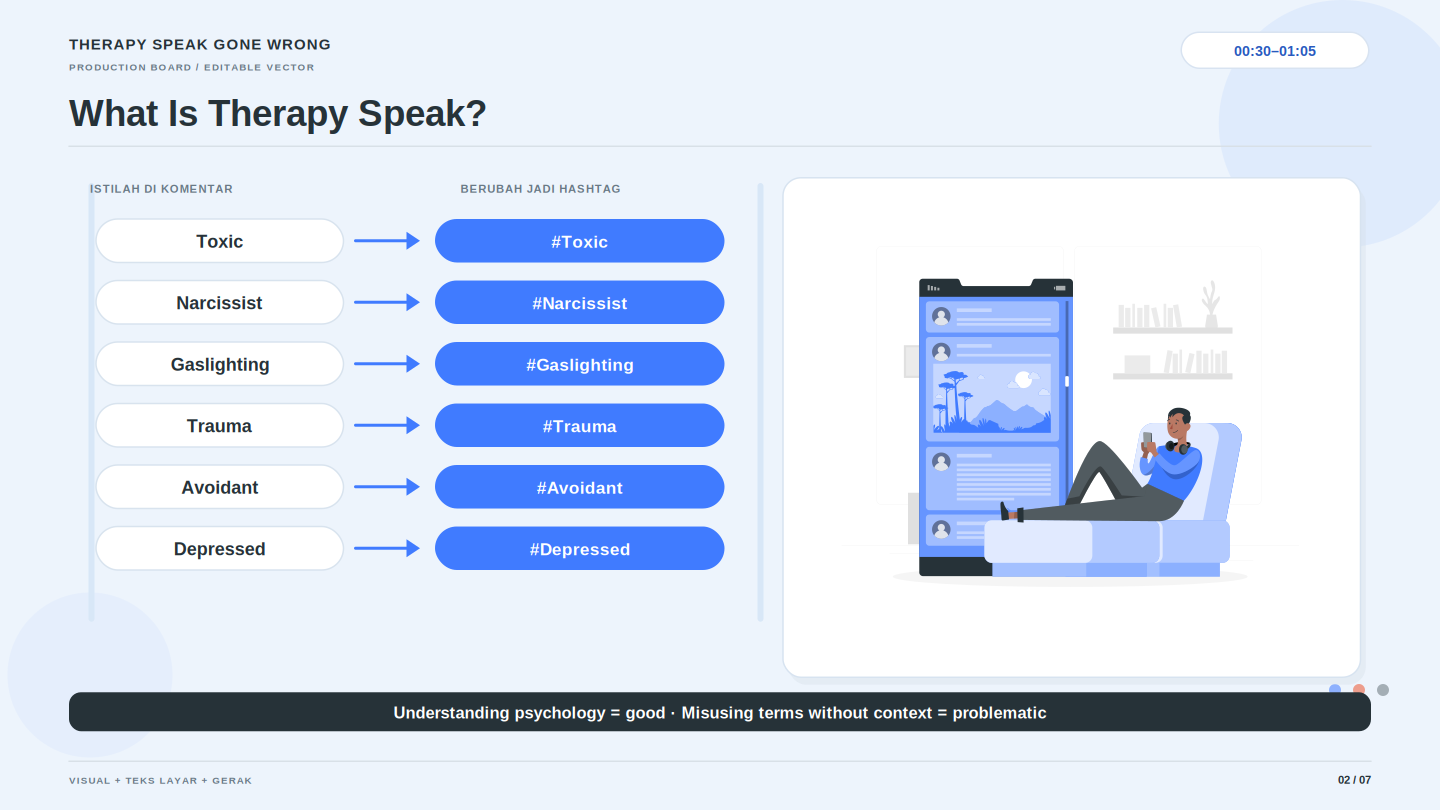 THERAPY SPEAK GONE WRONG
PRODUCTION BOARD / EDITABLE VECTOR
00:30–01:05
What Is Therapy Speak?
ISTILAH DI KOMENTAR
BERUBAH JADI HASHTAG
Toxic
#Toxic
Narcissist
#Narcissist
Gaslighting
#Gaslighting
Trauma
#Trauma
Avoidant
#Avoidant
Depressed
#Depressed
Understanding psychology = good · Misusing terms without context = problematic
VISUAL + TEKS LAYAR + GERAK
02 / 07